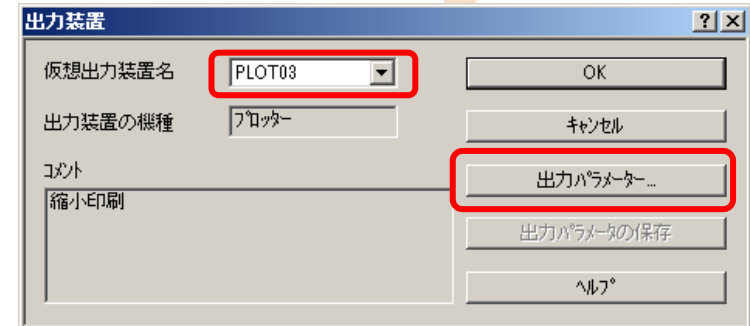 出力装置
仮想出力装置名 PLOT03
出力装置の機種 ﾌﾟﾛｯﾀｰ
ｺﾒﾝﾄ
縮小印刷
OK
ｷｬﾝｾﾙ
出力ﾊﾟﾗﾒｰﾀｰ...
出力ﾊﾟﾗﾒｰﾀの保存
ﾍﾙﾌﾟ